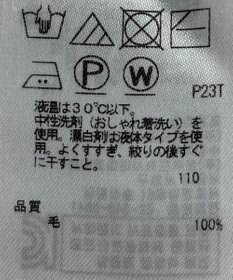 P W P23T
液温は30℃以下。
中性洗剤（おしゃれ着洗い）を
使用。漂白剤は液体タイプを使
用。よくすすぎ、絞りの後すぐ
に干すこと。
110
品質
毛 100%